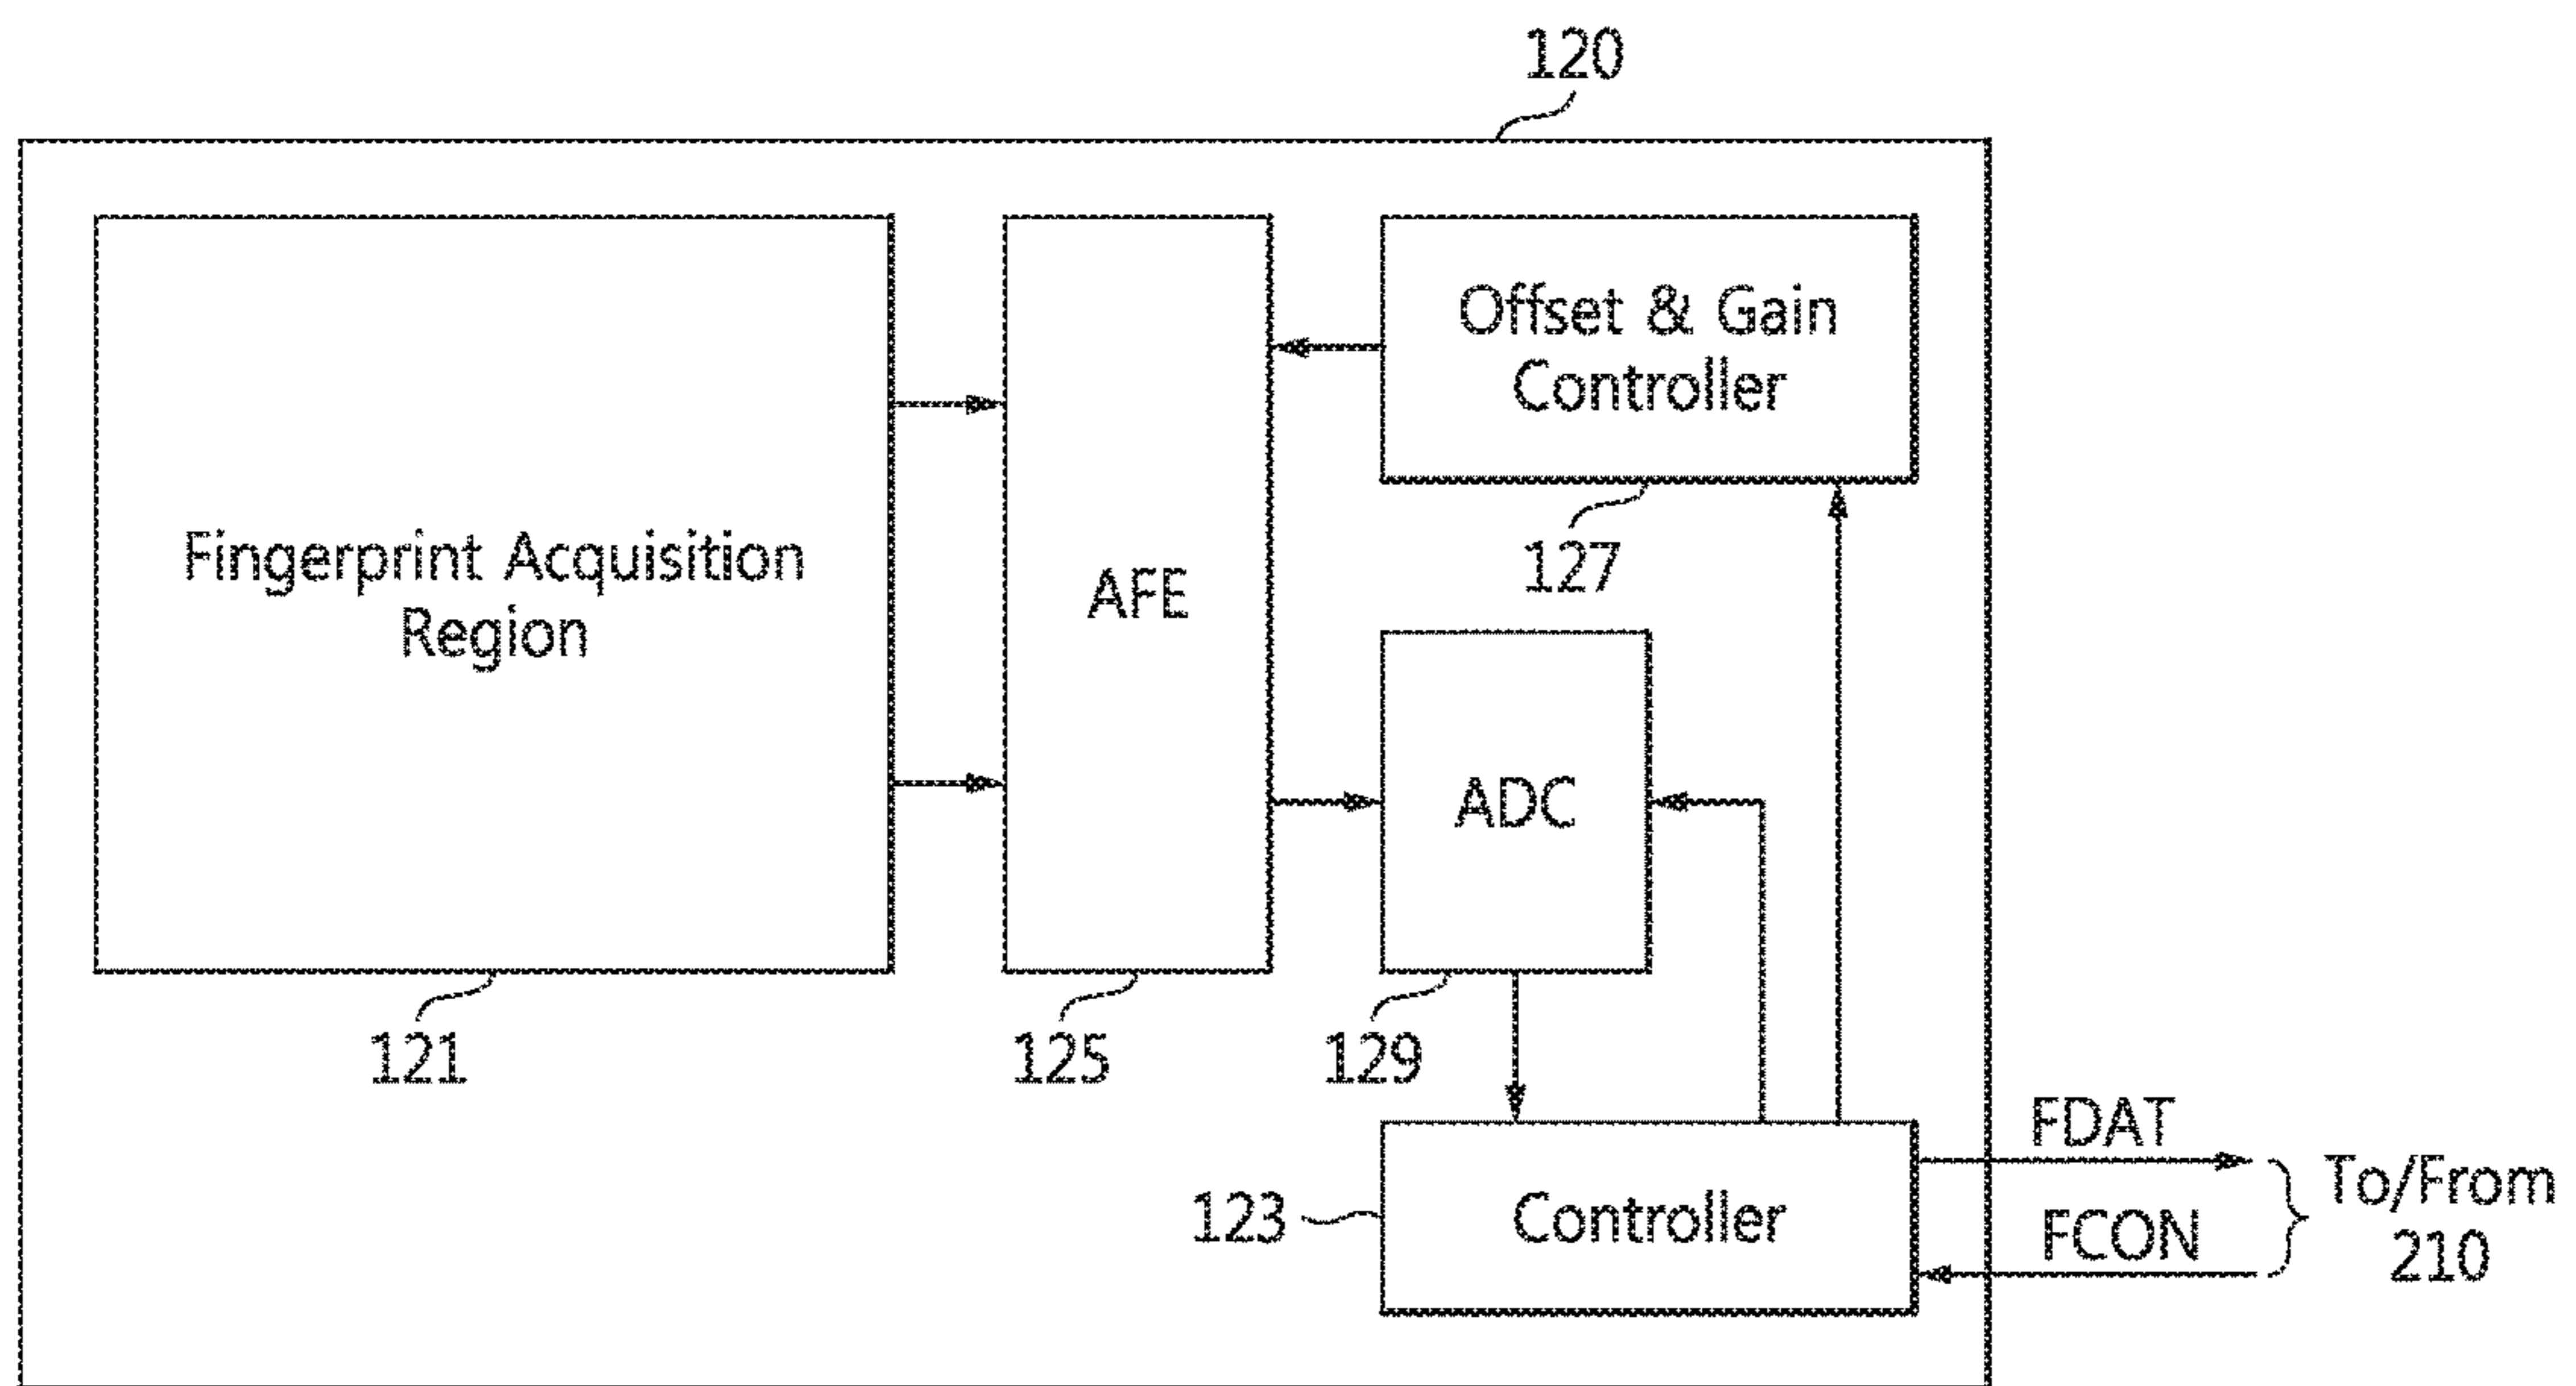 120
Fingerprint Acquisition
Region
121
AFE
125
Offset & Gain
Controller
127
ADC
129
Controller
123
FDAT
FCON
To/From
210